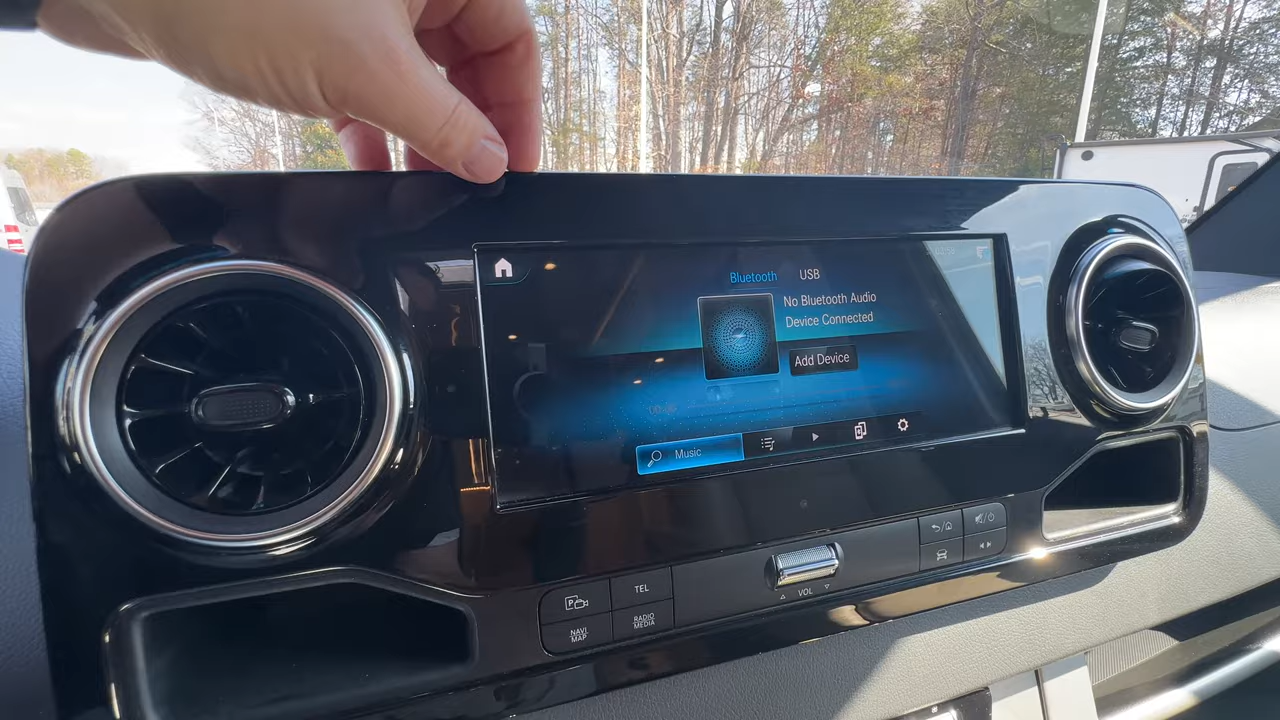 Bluetooth USB
No Bluetooth Audio
Device Connected
Add Device
Music
P
TEL
NAVI
MAP
RADIO
MEDIA
VOL